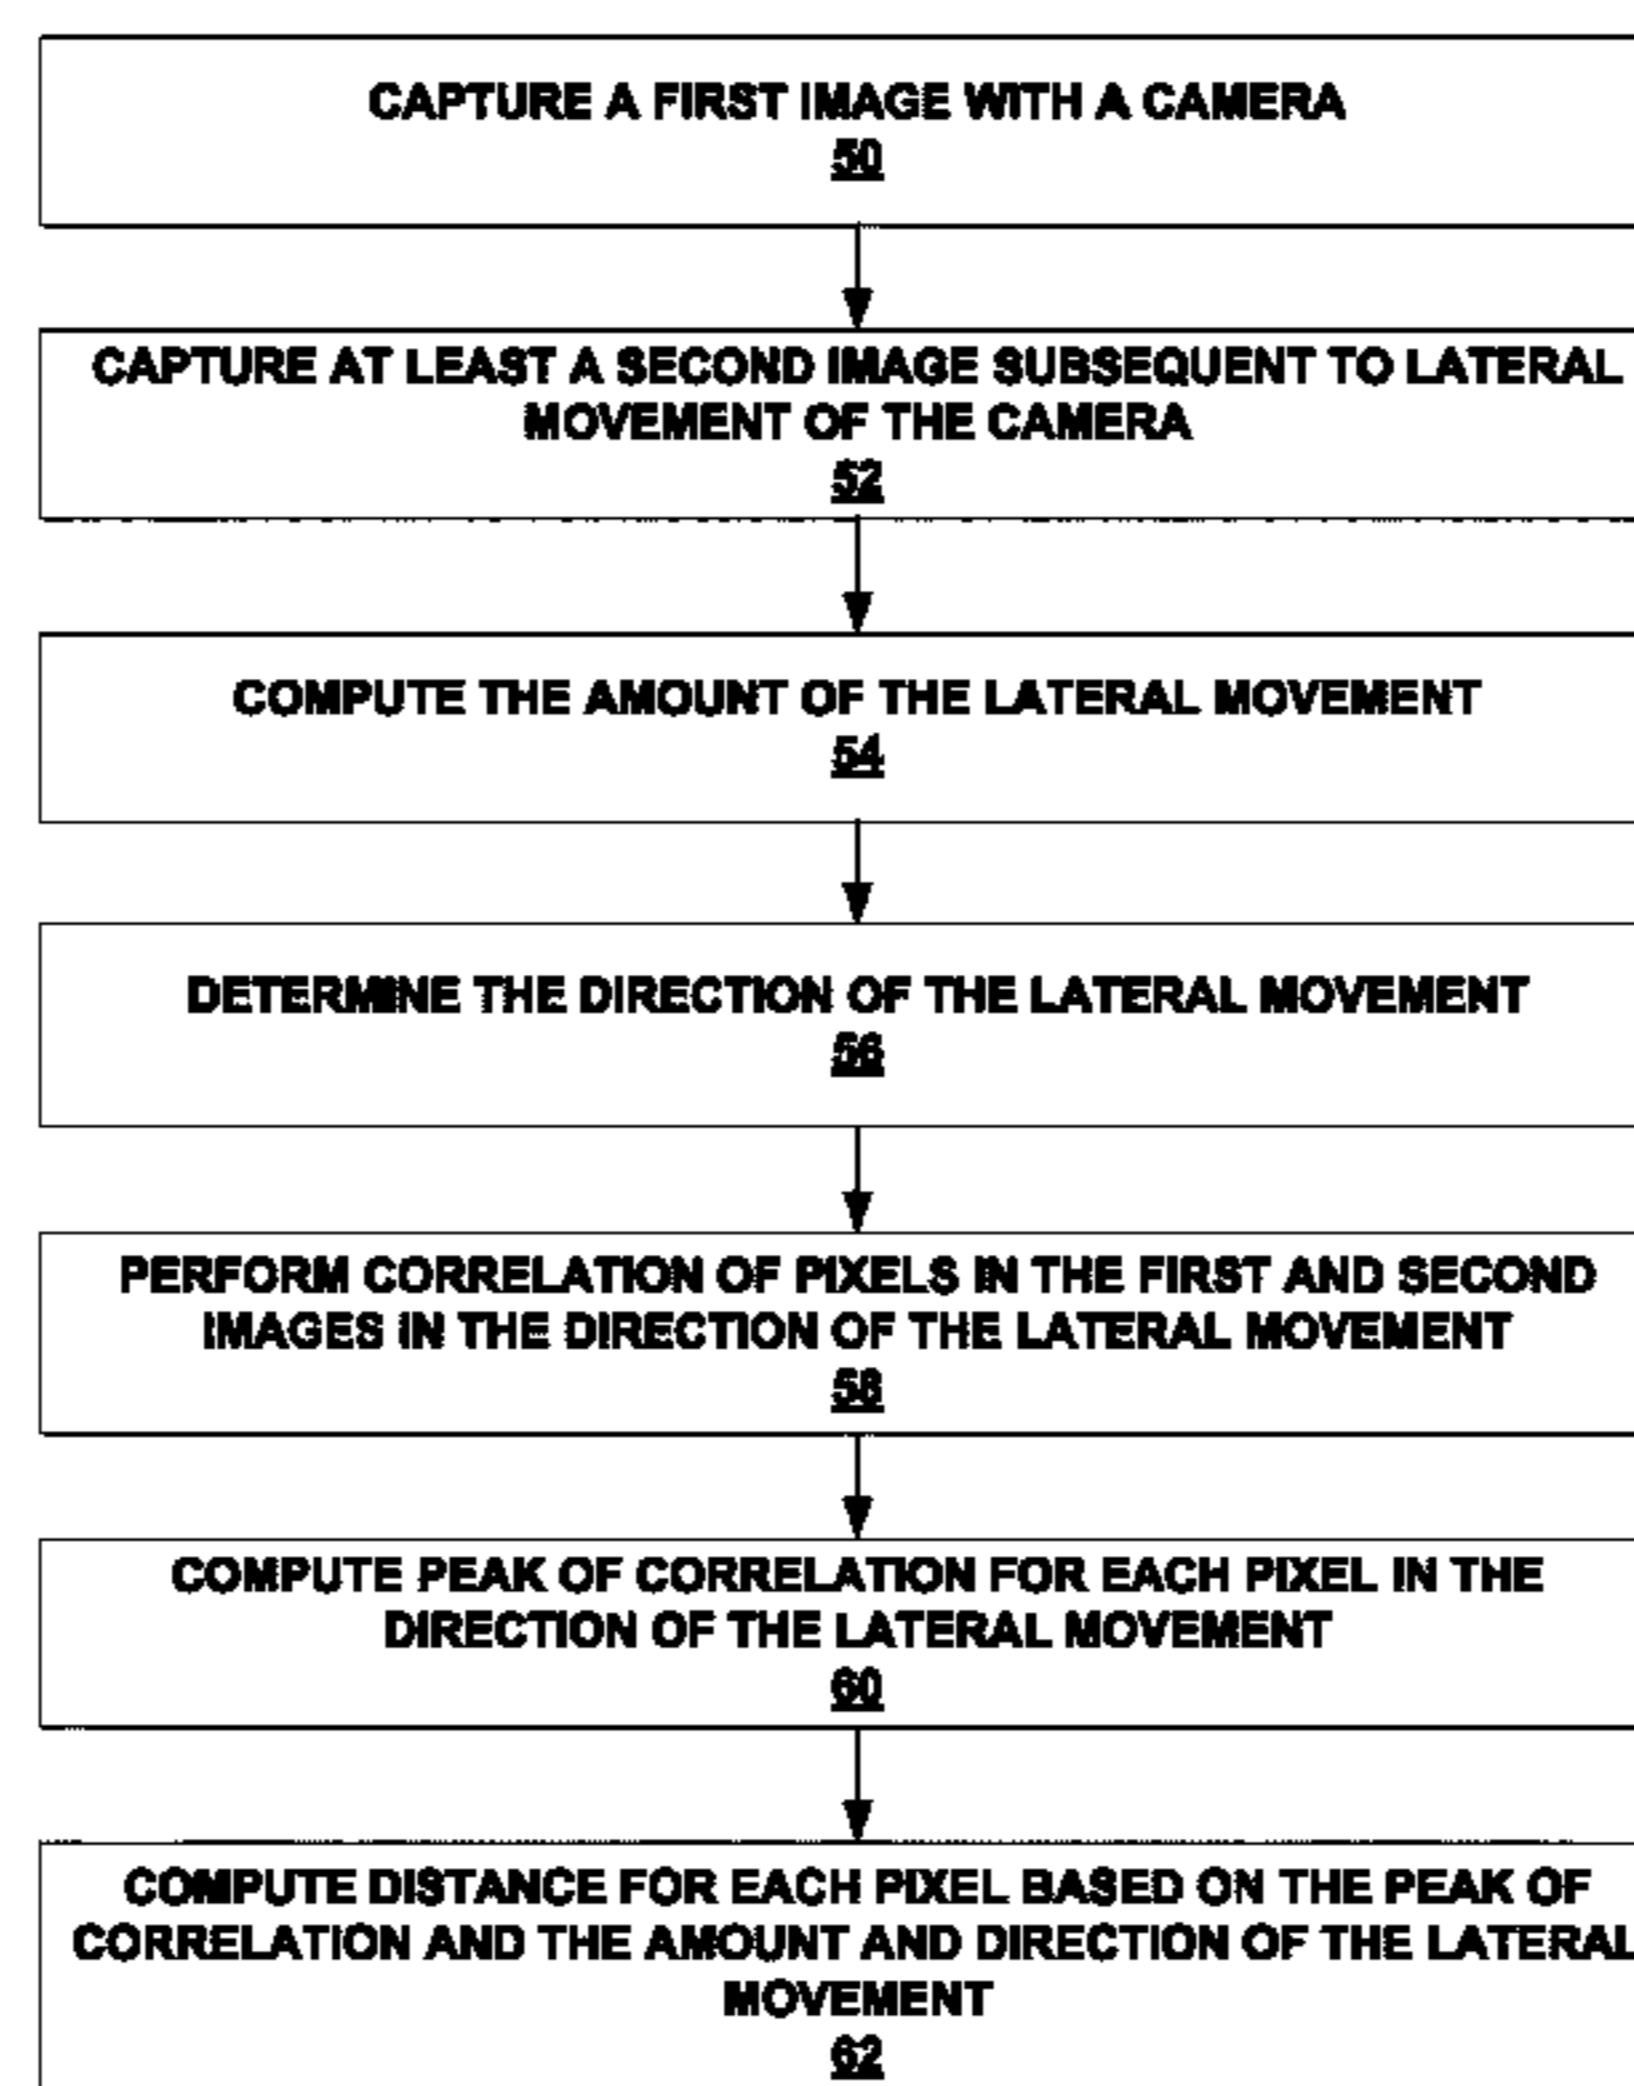 CAPTURE A FIRST IMAGE WITH A CAMERA
50
CAPTURE AT LEAST A SECOND IMAGE SUBSEQUENT TO LATERAL
MOVEMENT OF THE CAMERA
52
COMPUTE THE AMOUNT OF THE LATERAL MOVEMENT
54
DETERMINE THE DIRECTION OF THE LATERAL MOVEMENT
56
PERFORM CORRELATION OF PIXELS IN THE FIRST AND SECOND
IMAGES IN THE DIRECTION OF THE LATERAL MOVEMENT
58
COMPUTE PEAK OF CORRELATION FOR EACH PIXEL IN THE
DIRECTION OF THE LATERAL MOVEMENT
60
COMPUTE DISTANCE FOR EACH PIXEL BASED ON THE PEAK OF
CORRELATION AND THE AMOUNT AND DIRECTION OF THE LATERAL
MOVEMENT
62